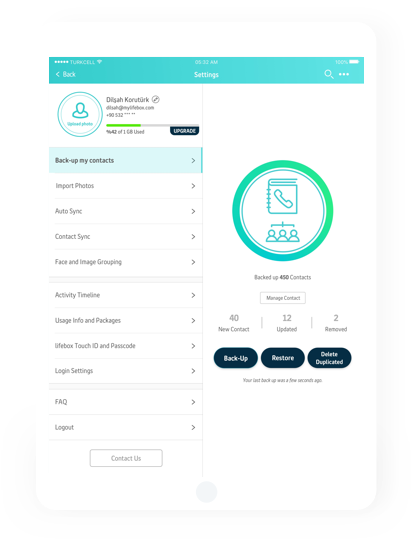 TURKCELL
05:02 AM
100%
Back
Settings
Dilşah Korutürk
dilsah@mylifebox.com
+90 532 *** **
Upload photo
%42 of 1 GB Used
UPGRADE
Back-up my contacts
Import Photos
Auto Sync
Contact Sync
Face and Image Grouping
Activity Timeline
Usage Info and Packages
lifebox Touch ID and Passcode
Login Settings
FAQ
Logout
Contact Us
Backed up 450 Contacts
Manage Contact
40
12
2
New Contact
Updated
Removed
Back-Up
Restore
Delete
Duplicated
Your last back up was a few seconds ago.